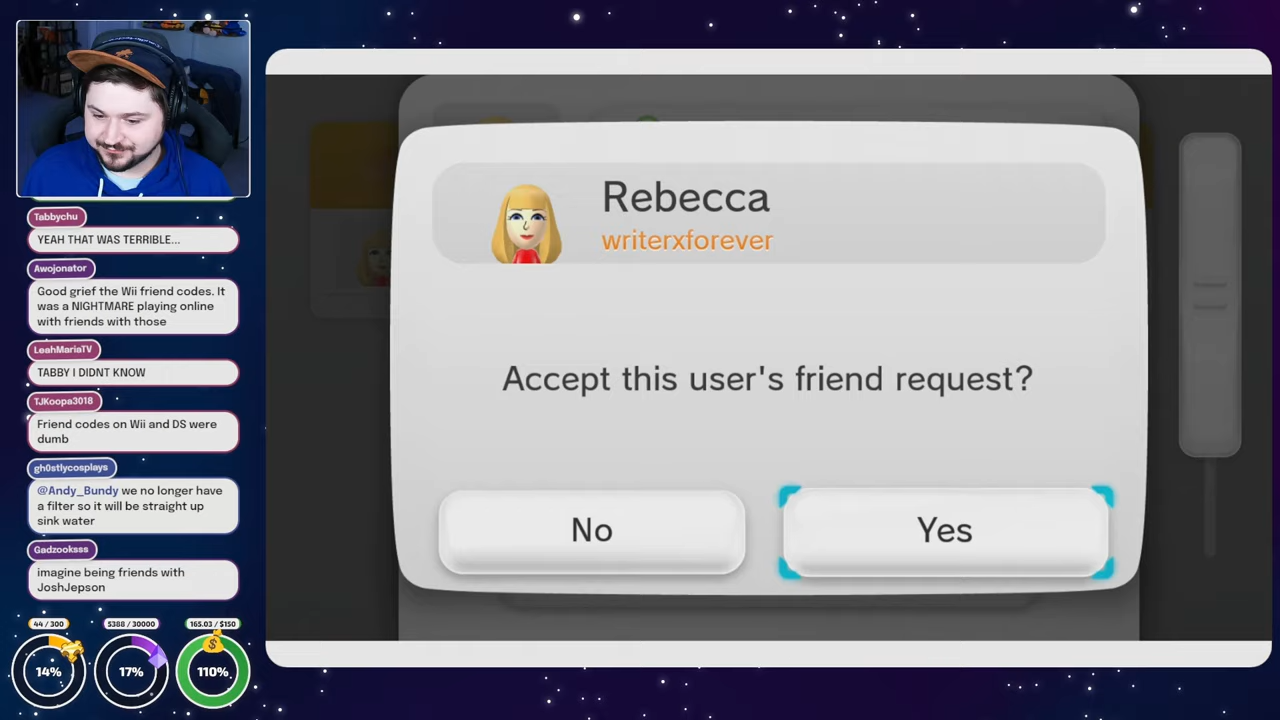 Tabbychu
YEAH THAT WAS TERRIBLE...
Awojonator
Good grief the Wii friend codes. It
was a NIGHTMARE playing online
with friends with those
LeahMariaTV
TABBY I DIDNT KNOW
TJKoopa3018
Friend codes on Wii and DS were
dumb
gh0stlycosplays
@Andy_Bundy we no longer have
a filter so it will be straight up
sink water
Gadzooksss
imagine being friends with
JoshJepson
44 / 300
5388 / 30000
165.03 / $150
14%
17%
110%
Rebecca
writerxforever
Accept this user's friend request?
No
Yes